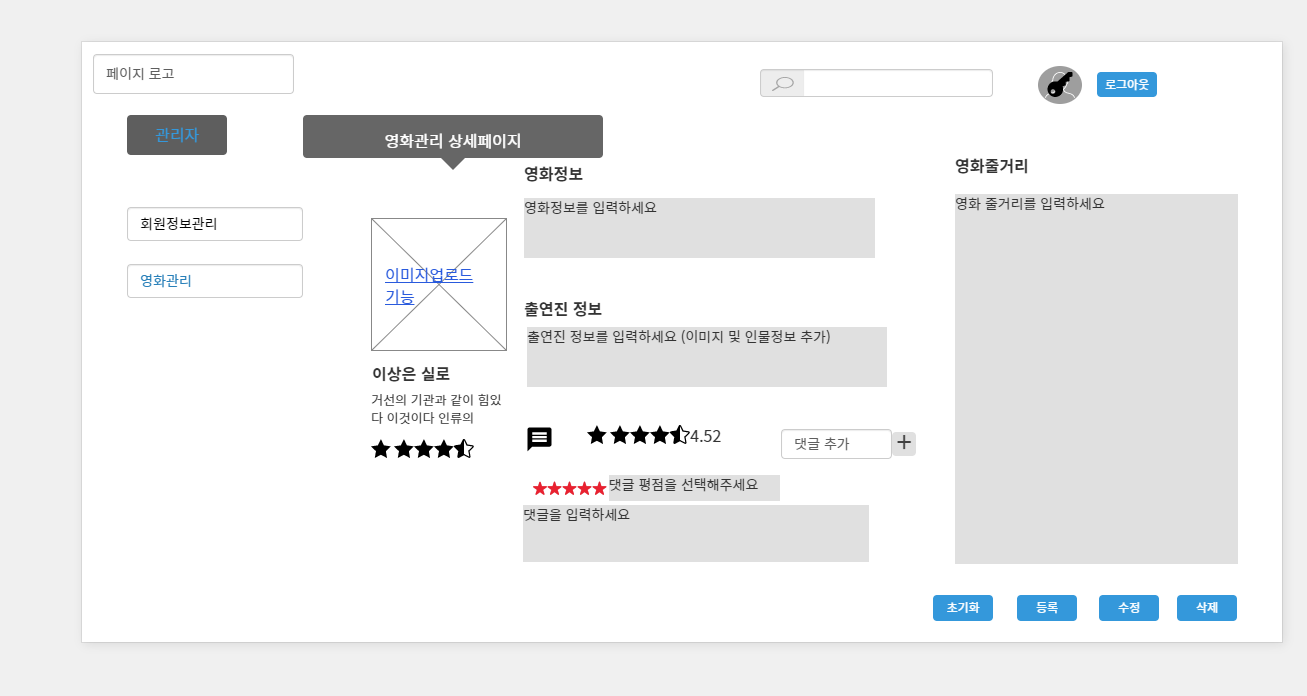 페이지 로고
로그아웃
관리자
영화관리 상세페이지
영화정보
영화줄거리
영화정보를 입력하세요
영화 줄거리를 입력하세요
회원정보관리
영화관리
이미지업로드
기능
출연진 정보
출연진 정보를 입력하세요 (이미지 및 인물정보 추가)
이상은 실로
거선의 기관과 같이 힘있
다 이것이다 인류의
4.52
댓글 추가
댓글 평점을 선택해주세요
댓글을 입력하세요
초기화
등록
수정
삭제